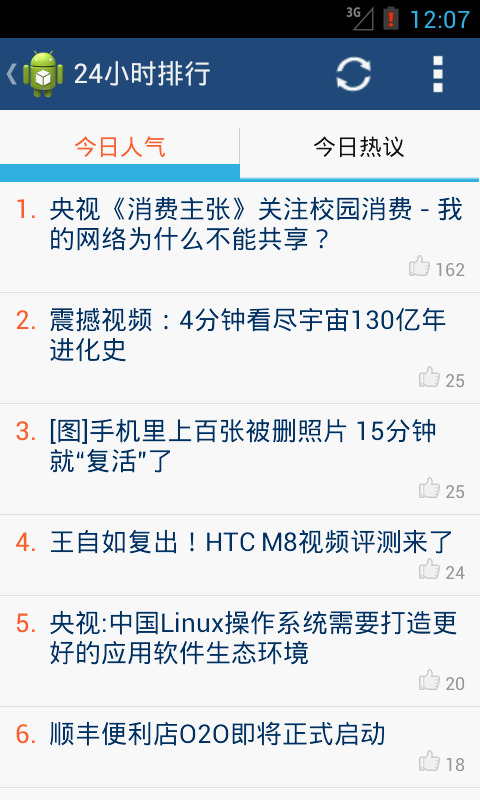 3G 12:07
24小时排行
今日人气 今日热议
1. 央视《消费主张》关注校园消费 - 我
的网络为什么不能共享？
162
2. 震撼视频：4分钟看尽宇宙130亿年
进化史
25
3. [图]手机里上百张被删照片 15分钟
就“复活”了
25
4. 王自如复出！HTC M8视频评测来了
24
5. 央视:中国Linux操作系统需要打造更
好的应用软件生态环境
20
6. 顺丰便利店O2O即将正式启动
18